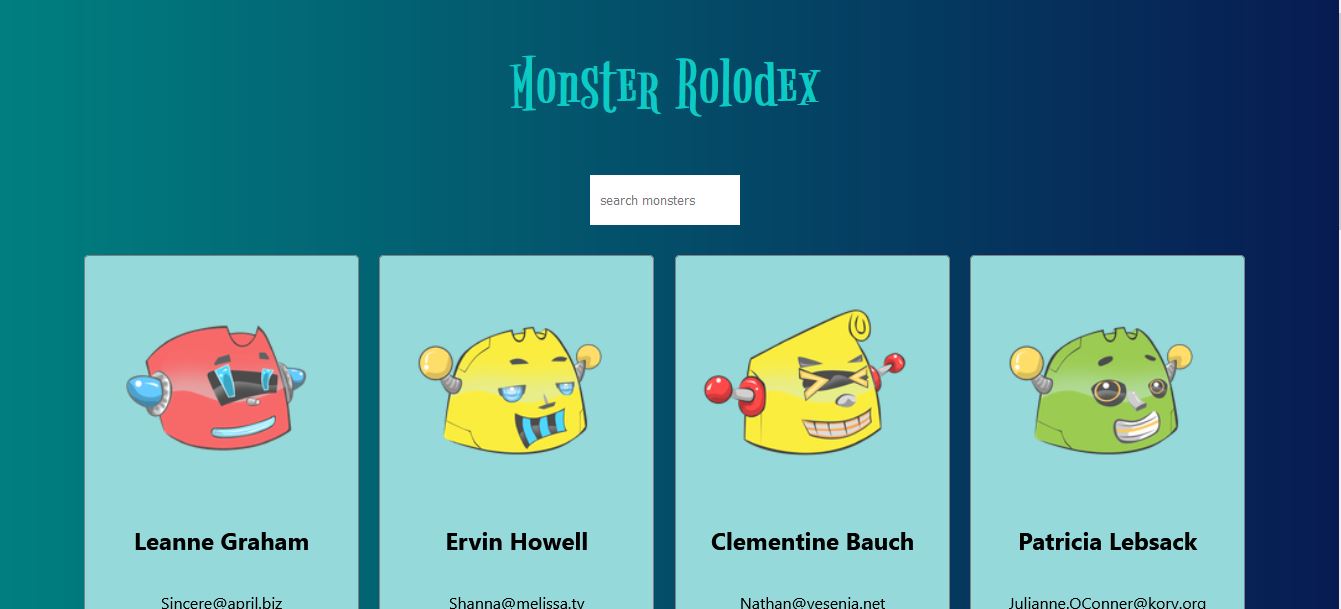 Monster Rolodex
search monsters
Leanne Graham
Ervin Howell
Clementine Bauch
Patricia Lebsack
Sincere@april.biz
Shanna@melissa.tv
Nathan@yesenia.net
Julianne.OConner@kory.org